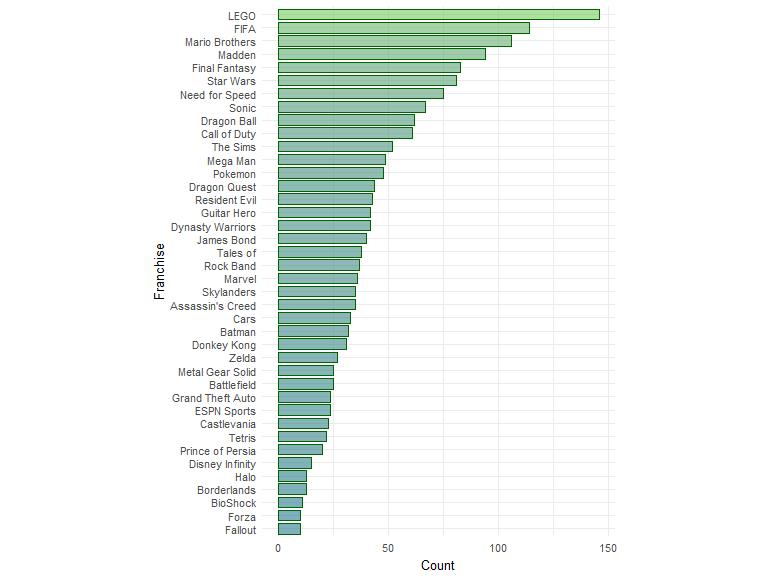 LEGO
FIFA
Mario Brothers
Madden
Final Fantasy
Star Wars
Need for Speed
Sonic
Dragon Ball
Call of Duty
The Sims
Mega Man
Pokemon
Dragon Quest
Resident Evil
Guitar Hero
Dynasty Warriors
James Bond
Tales of
Rock Band
Marvel
Skylanders
Assassin's Creed
Cars
Batman
Donkey Kong
Zelda
Metal Gear Solid
Battlefield
Grand Theft Auto
ESPN Sports
Castlevania
Tetris
Prince of Persia
Disney Infinity
Halo
Borderlands
BioShock
Forza
Fallout
Franchise
0 50 100 150
Count